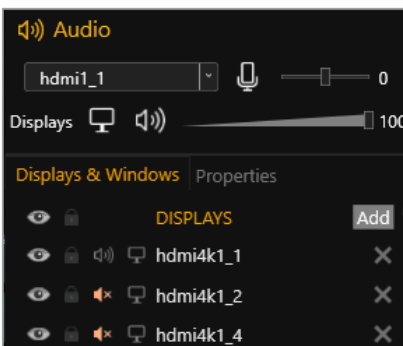 Audio
hdmi1_1 0
Displays 100
Displays & Windows Properties
DISPLAYS Add
hdmi4k1_1
hdmi4k1_2
hdmi4k1_4